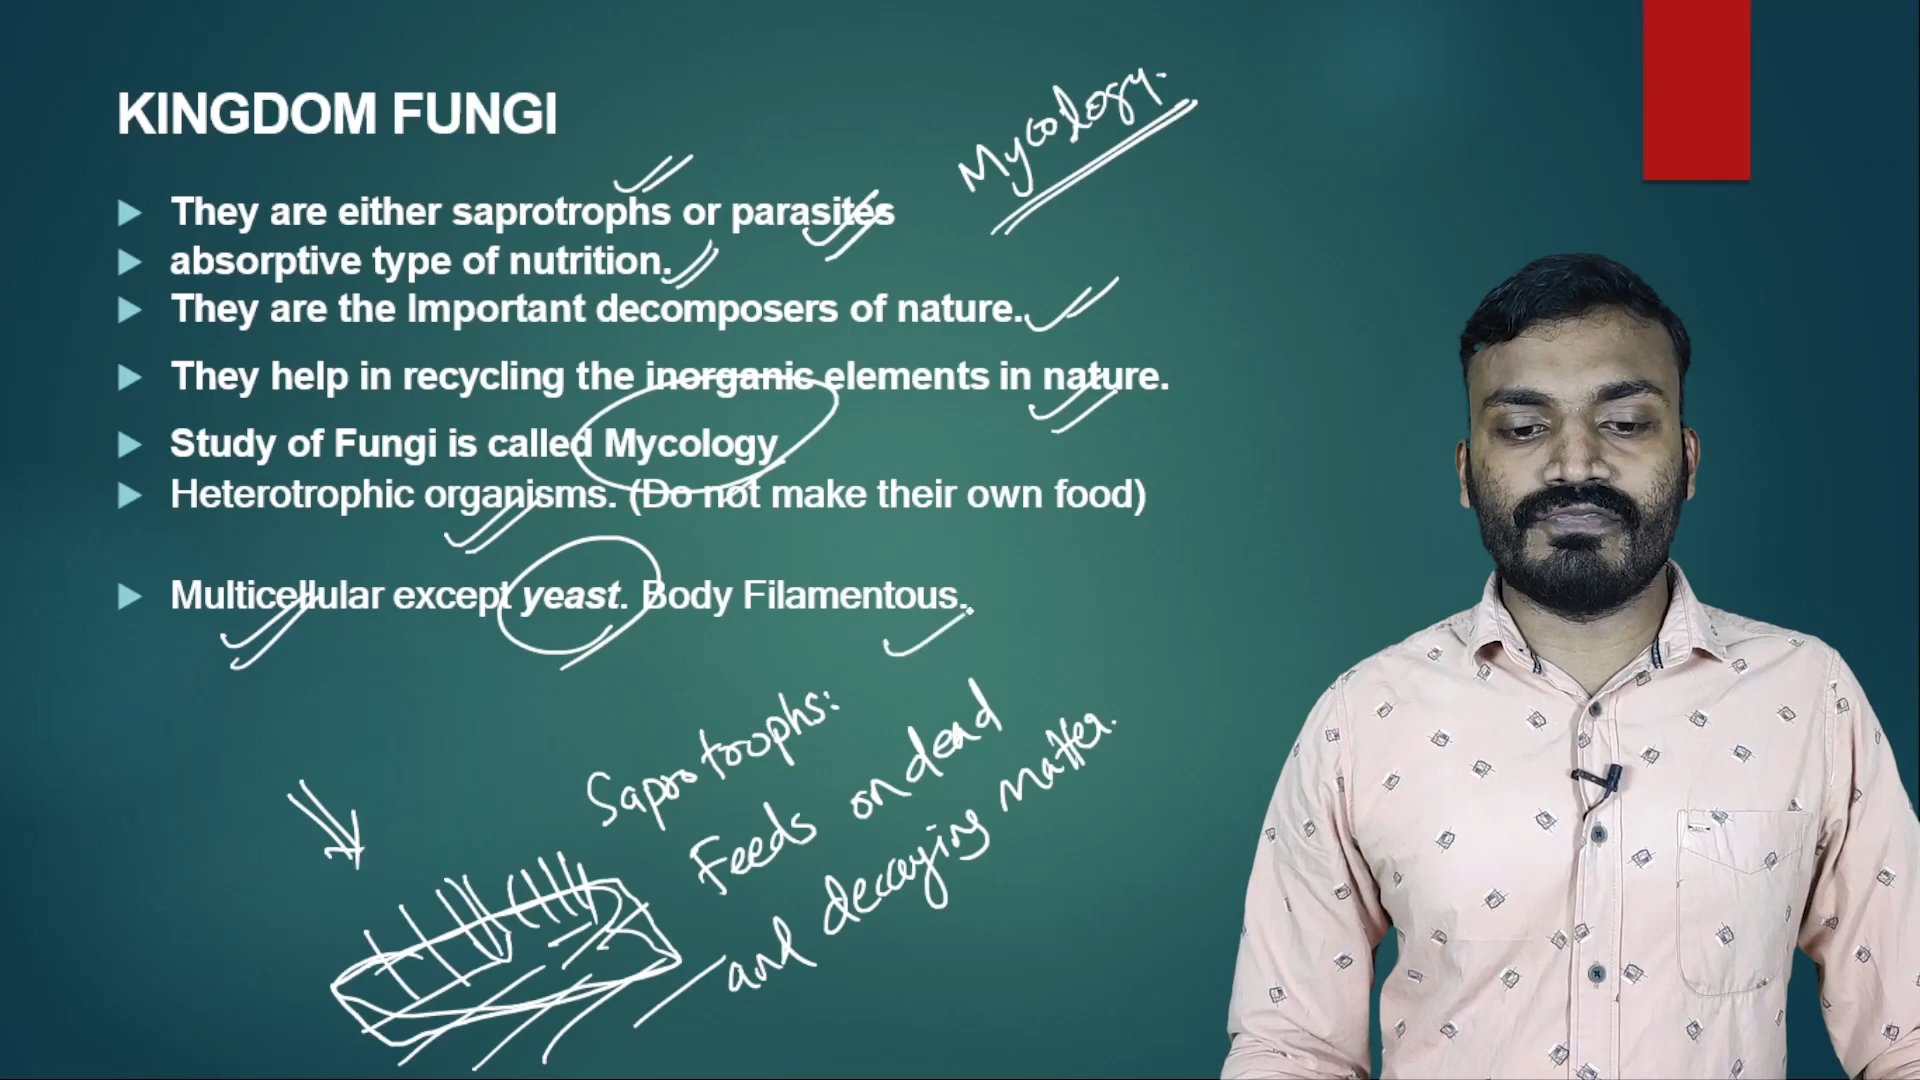 KINGDOM FUNGI
Mycology.
They are either saprotrophs or parasites
absorptive type of nutrition.
They are the Important decomposers of nature.
They help in recycling the inorganic elements in nature.
Study of Fungi is called Mycology.
Heterotrophic organisms. (Do not make their own food)
Multicellular except yeast. Body Filamentous.
Saprotrophs:
Feeds on dead
and decaying matter.